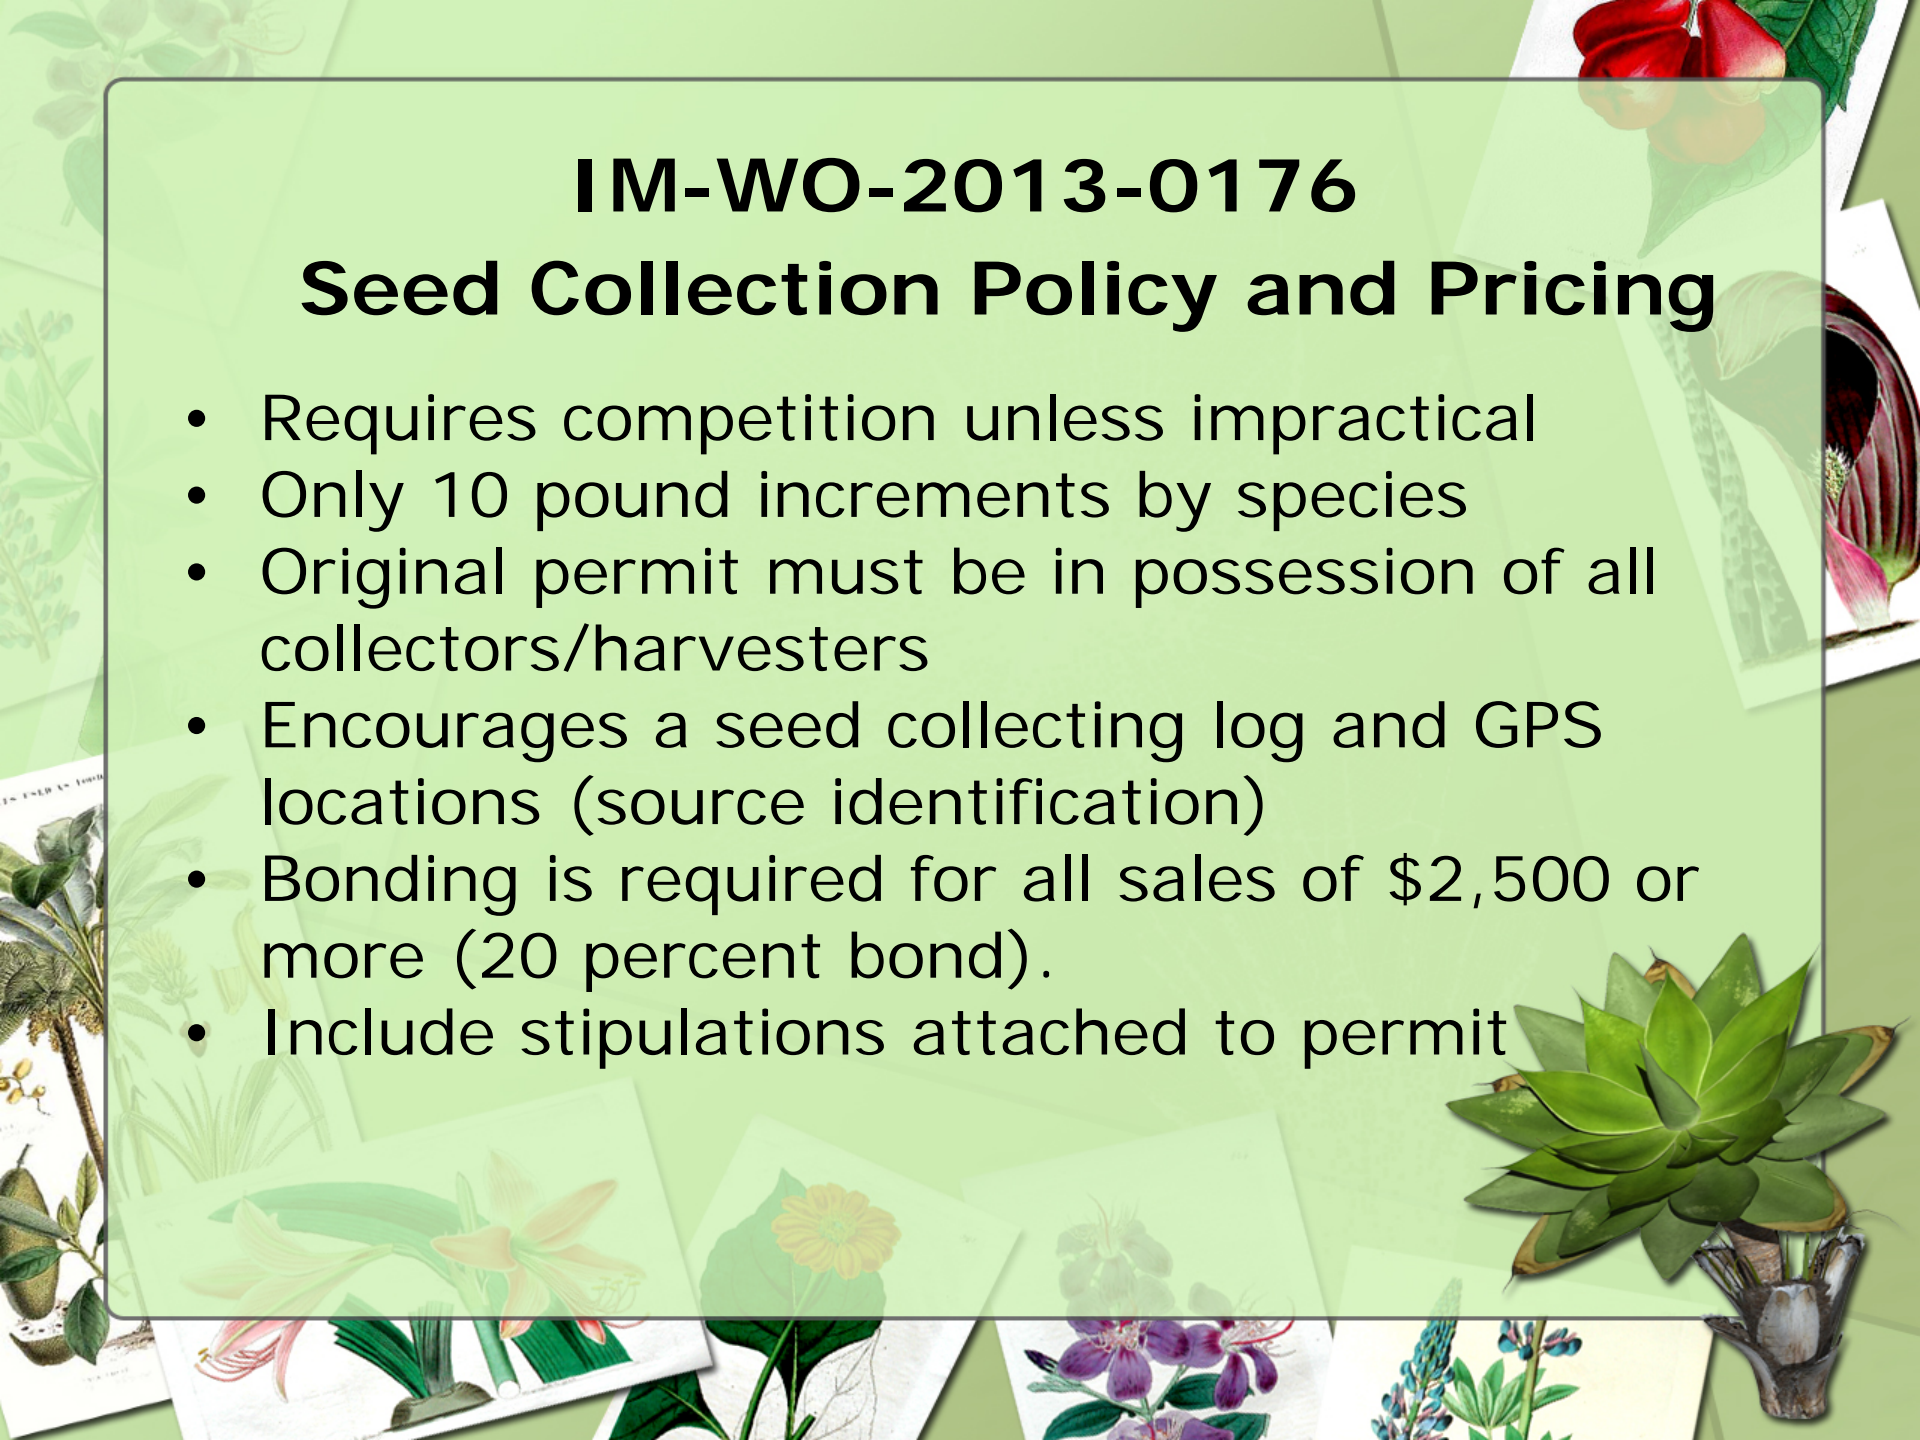 IM-WO-2013-0176
Seed Collection Policy and Pricing
• Requires competition unless impractical
• Only 10 pound increments by species
• Original permit must be in possession of all
collectors/harvesters
• Encourages a seed collecting log and GPS
locations (source identification)
• Bonding is required for all sales of $2,500 or
more (20 percent bond).
• Include stipulations attached to permit